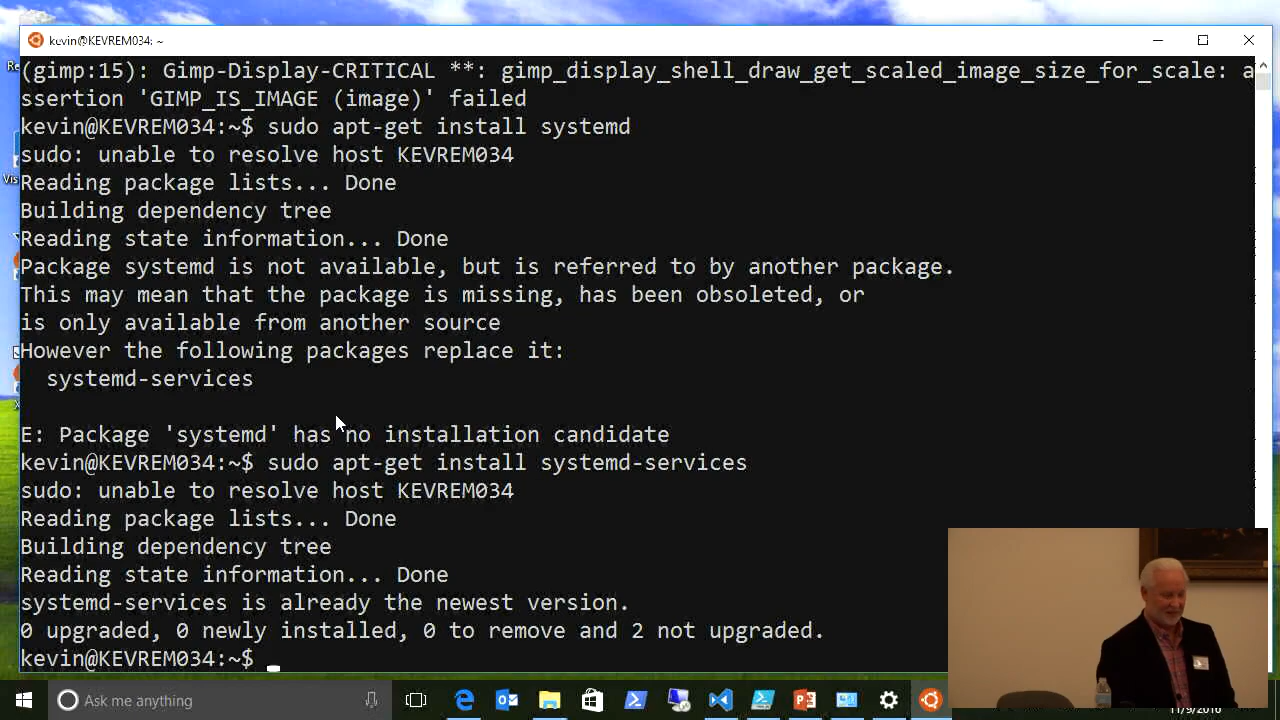 kevin@KEVREM034: ~
(gimp:15): Gimp-Display-CRITICAL **: gimp_display_shell_draw_get_scaled_image_size_for_scale: a
ssertion 'GIMP_IS_IMAGE (image)' failed
kevin@KEVREM034:~$ sudo apt-get install systemd
sudo: unable to resolve host KEVREM034
Reading package lists... Done
Building dependency tree
Reading state information... Done
Package systemd is not available, but is referred to by another package.
This may mean that the package is missing, has been obsoleted, or
is only available from another source
However the following packages replace it:
systemd-services
E: Package 'systemd' has no installation candidate
kevin@KEVREM034:~$ sudo apt-get install systemd-services
sudo: unable to resolve host KEVREM034
Reading package lists... Done
Building dependency tree
Reading state information... Done
systemd-services is already the newest version.
0 upgraded, 0 newly installed, 0 to remove and 2 not upgraded.
kevin@KEVREM034:~$
Ask me anything
11/9/2016